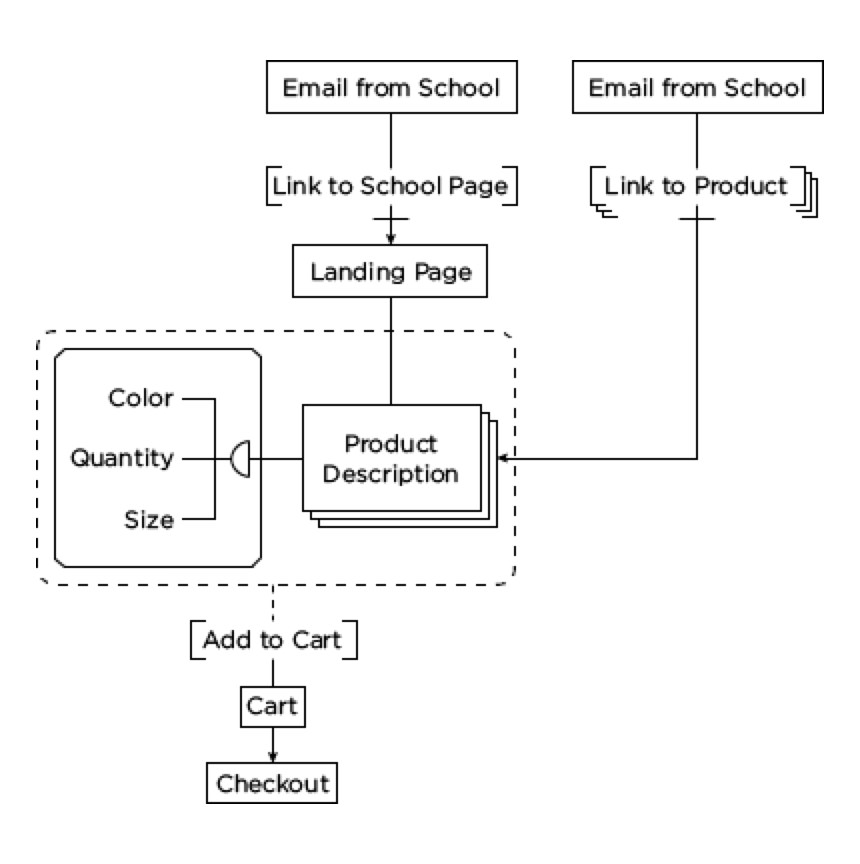 Email from School
Email from School
Link to School Page
Link to Product
Landing Page
Color
Quantity
Size
Product
Description
Add to Cart
Cart
Checkout